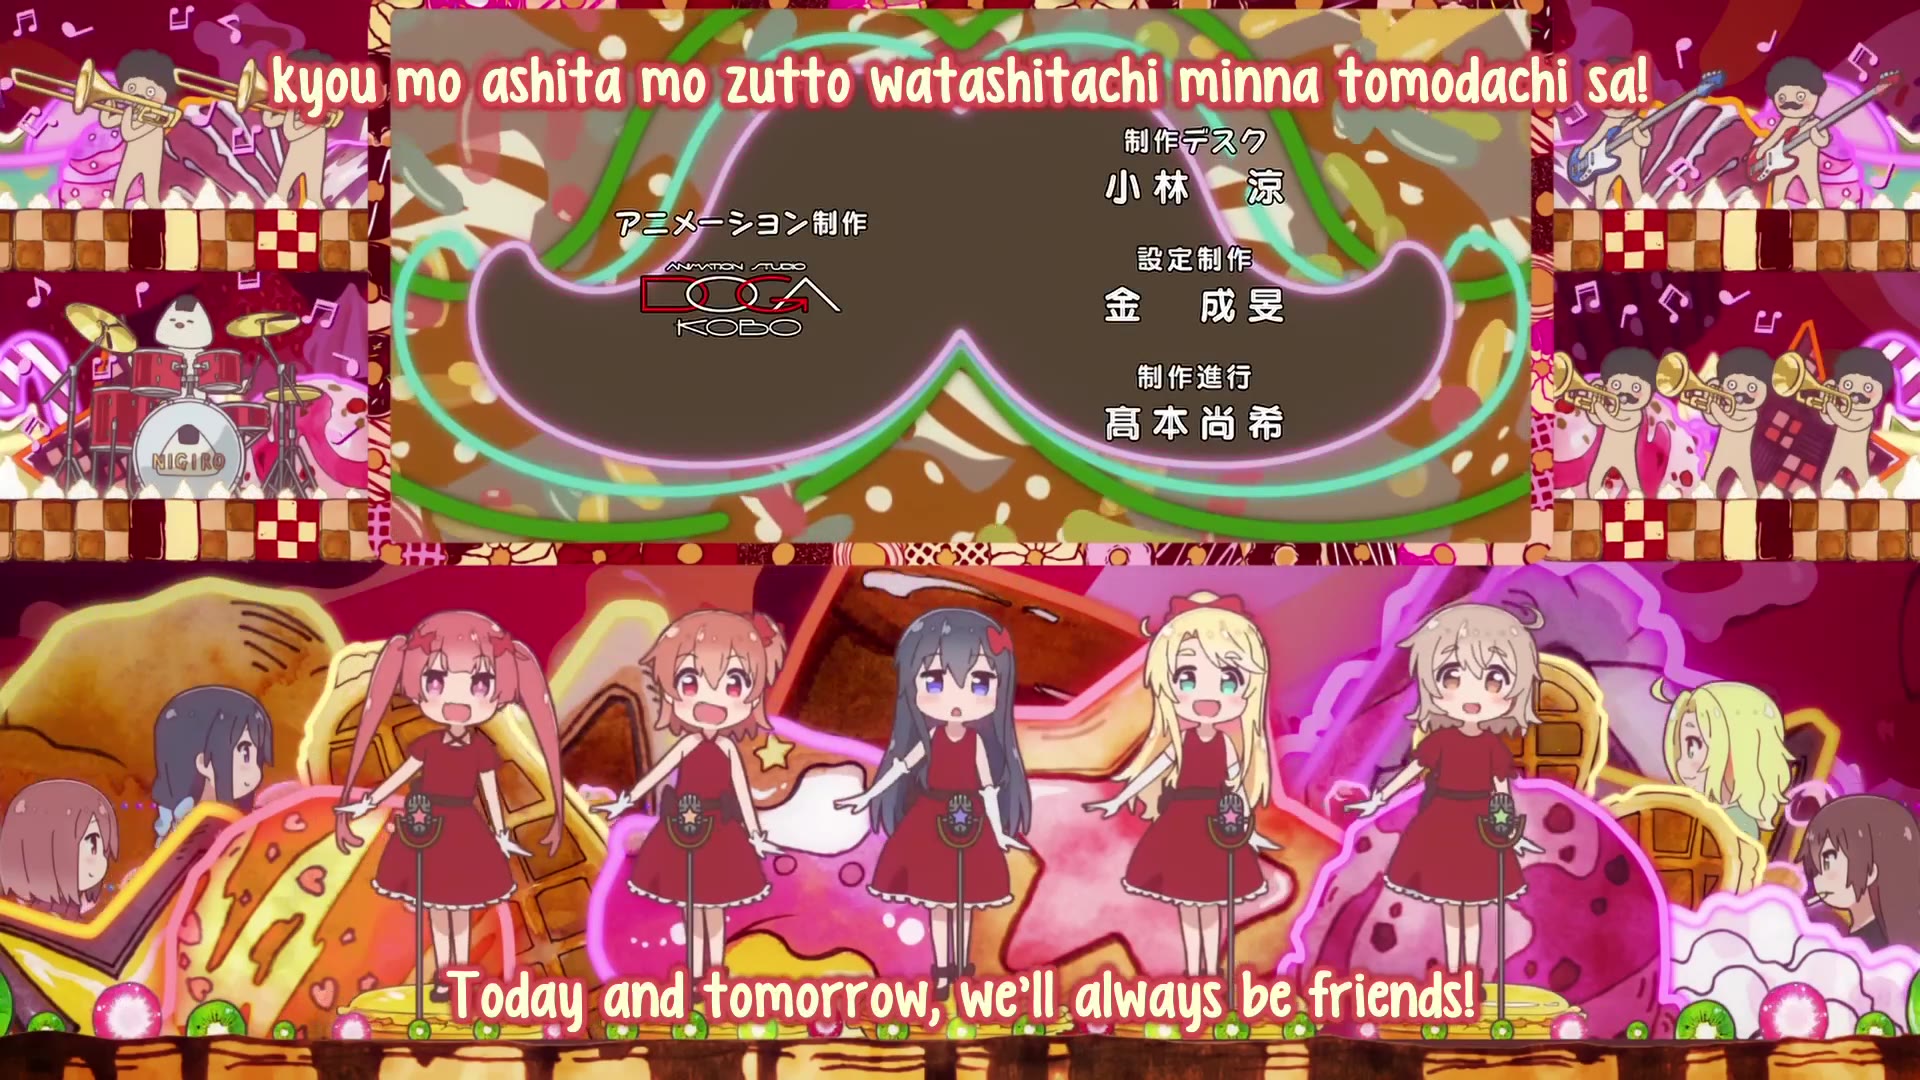 kyou mo ashita mo zutto watashitachi minna tomodachi sa!
アニメーション制作
ANIMATION STUDIO
DOGA
KOBO
制作デスク
小林 涼
設定制作
金 成旻
制作進行
髙本尚希
NIGIRO
Today and tomorrow, we'll always be friends!